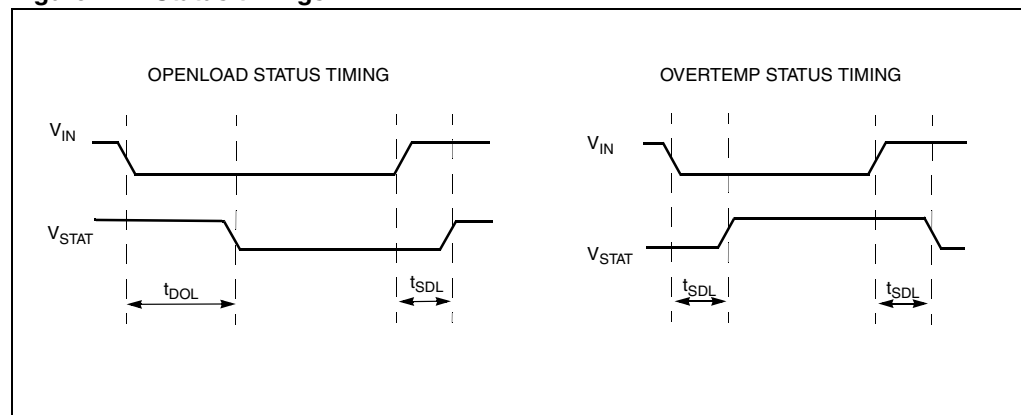 OPENLOAD STATUS TIMING
V_IN
V_STAT
t_DOL
t_SDL
OVERTEMP STATUS TIMING
V_IN
V_STAT
t_SDL
t_SDL